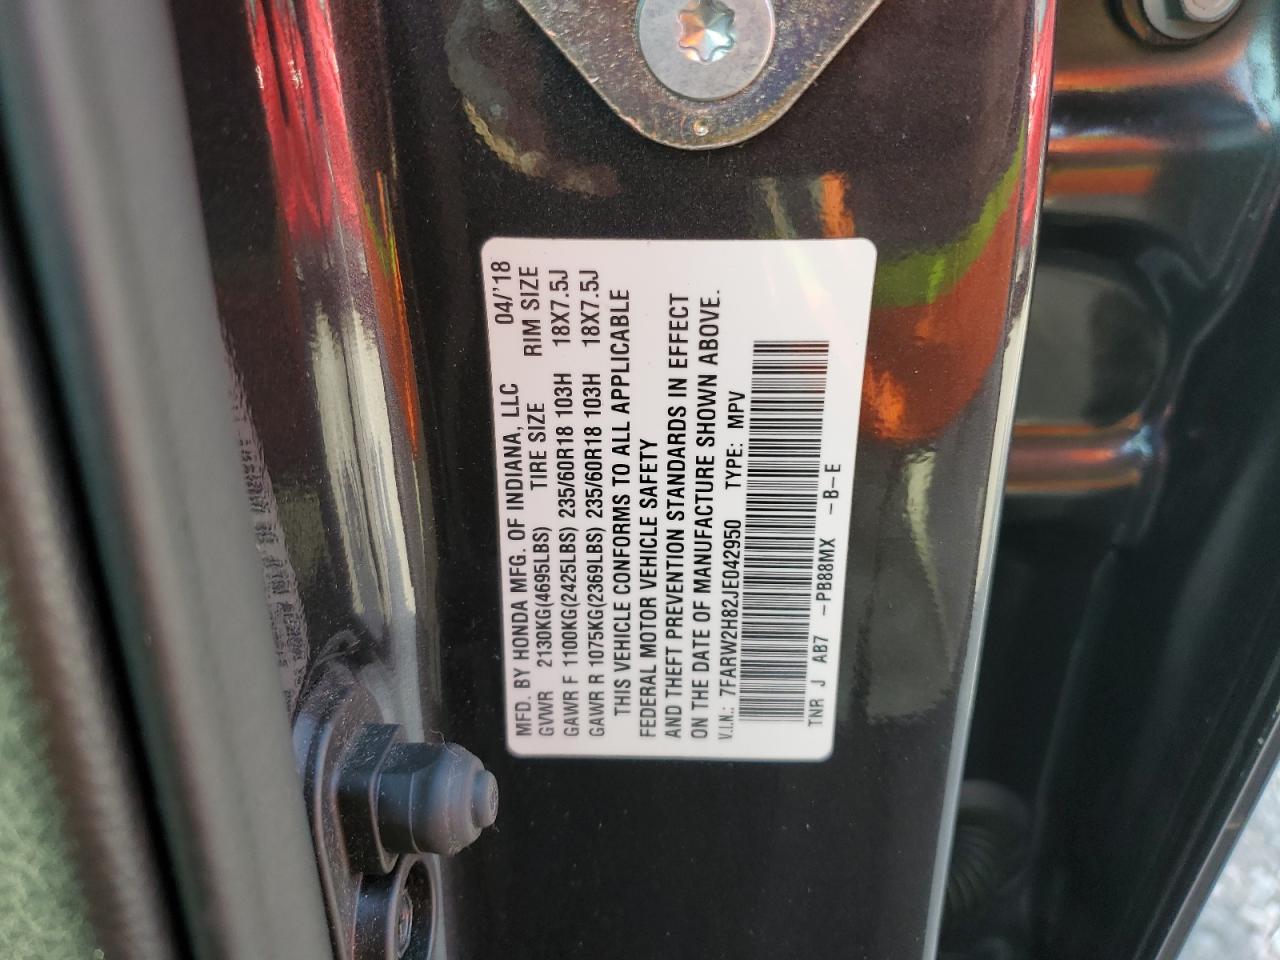 MFD. BY HONDA MFG. OF INDIANA, LLC 04/'18
GVWR 2130KG(4695LBS) TIRE SIZE RIM SIZE
GAWR F 1100KG(2425LBS) 235/60R18 103H 18X7.5J
GAWR R 1075KG(2369LBS) 235/60R18 103H 18X7.5J
THIS VEHICLE CONFORMS TO ALL APPLICABLE
FEDERAL MOTOR VEHICLE SAFETY
AND THEFT PREVENTION STANDARDS IN EFFECT
ON THE DATE OF MANUFACTURE SHOWN ABOVE.
V.I.N.: 7FARW2H82JE042950 TYPE: MPV
TNR J AB7 -PB88MX -B-E